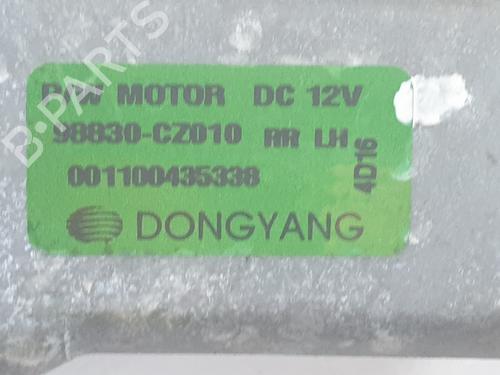 B-PARTS
P/W MOTOR DC 12V
98830-CZ010 RR LH
001100435338
4D16
DONGYANG